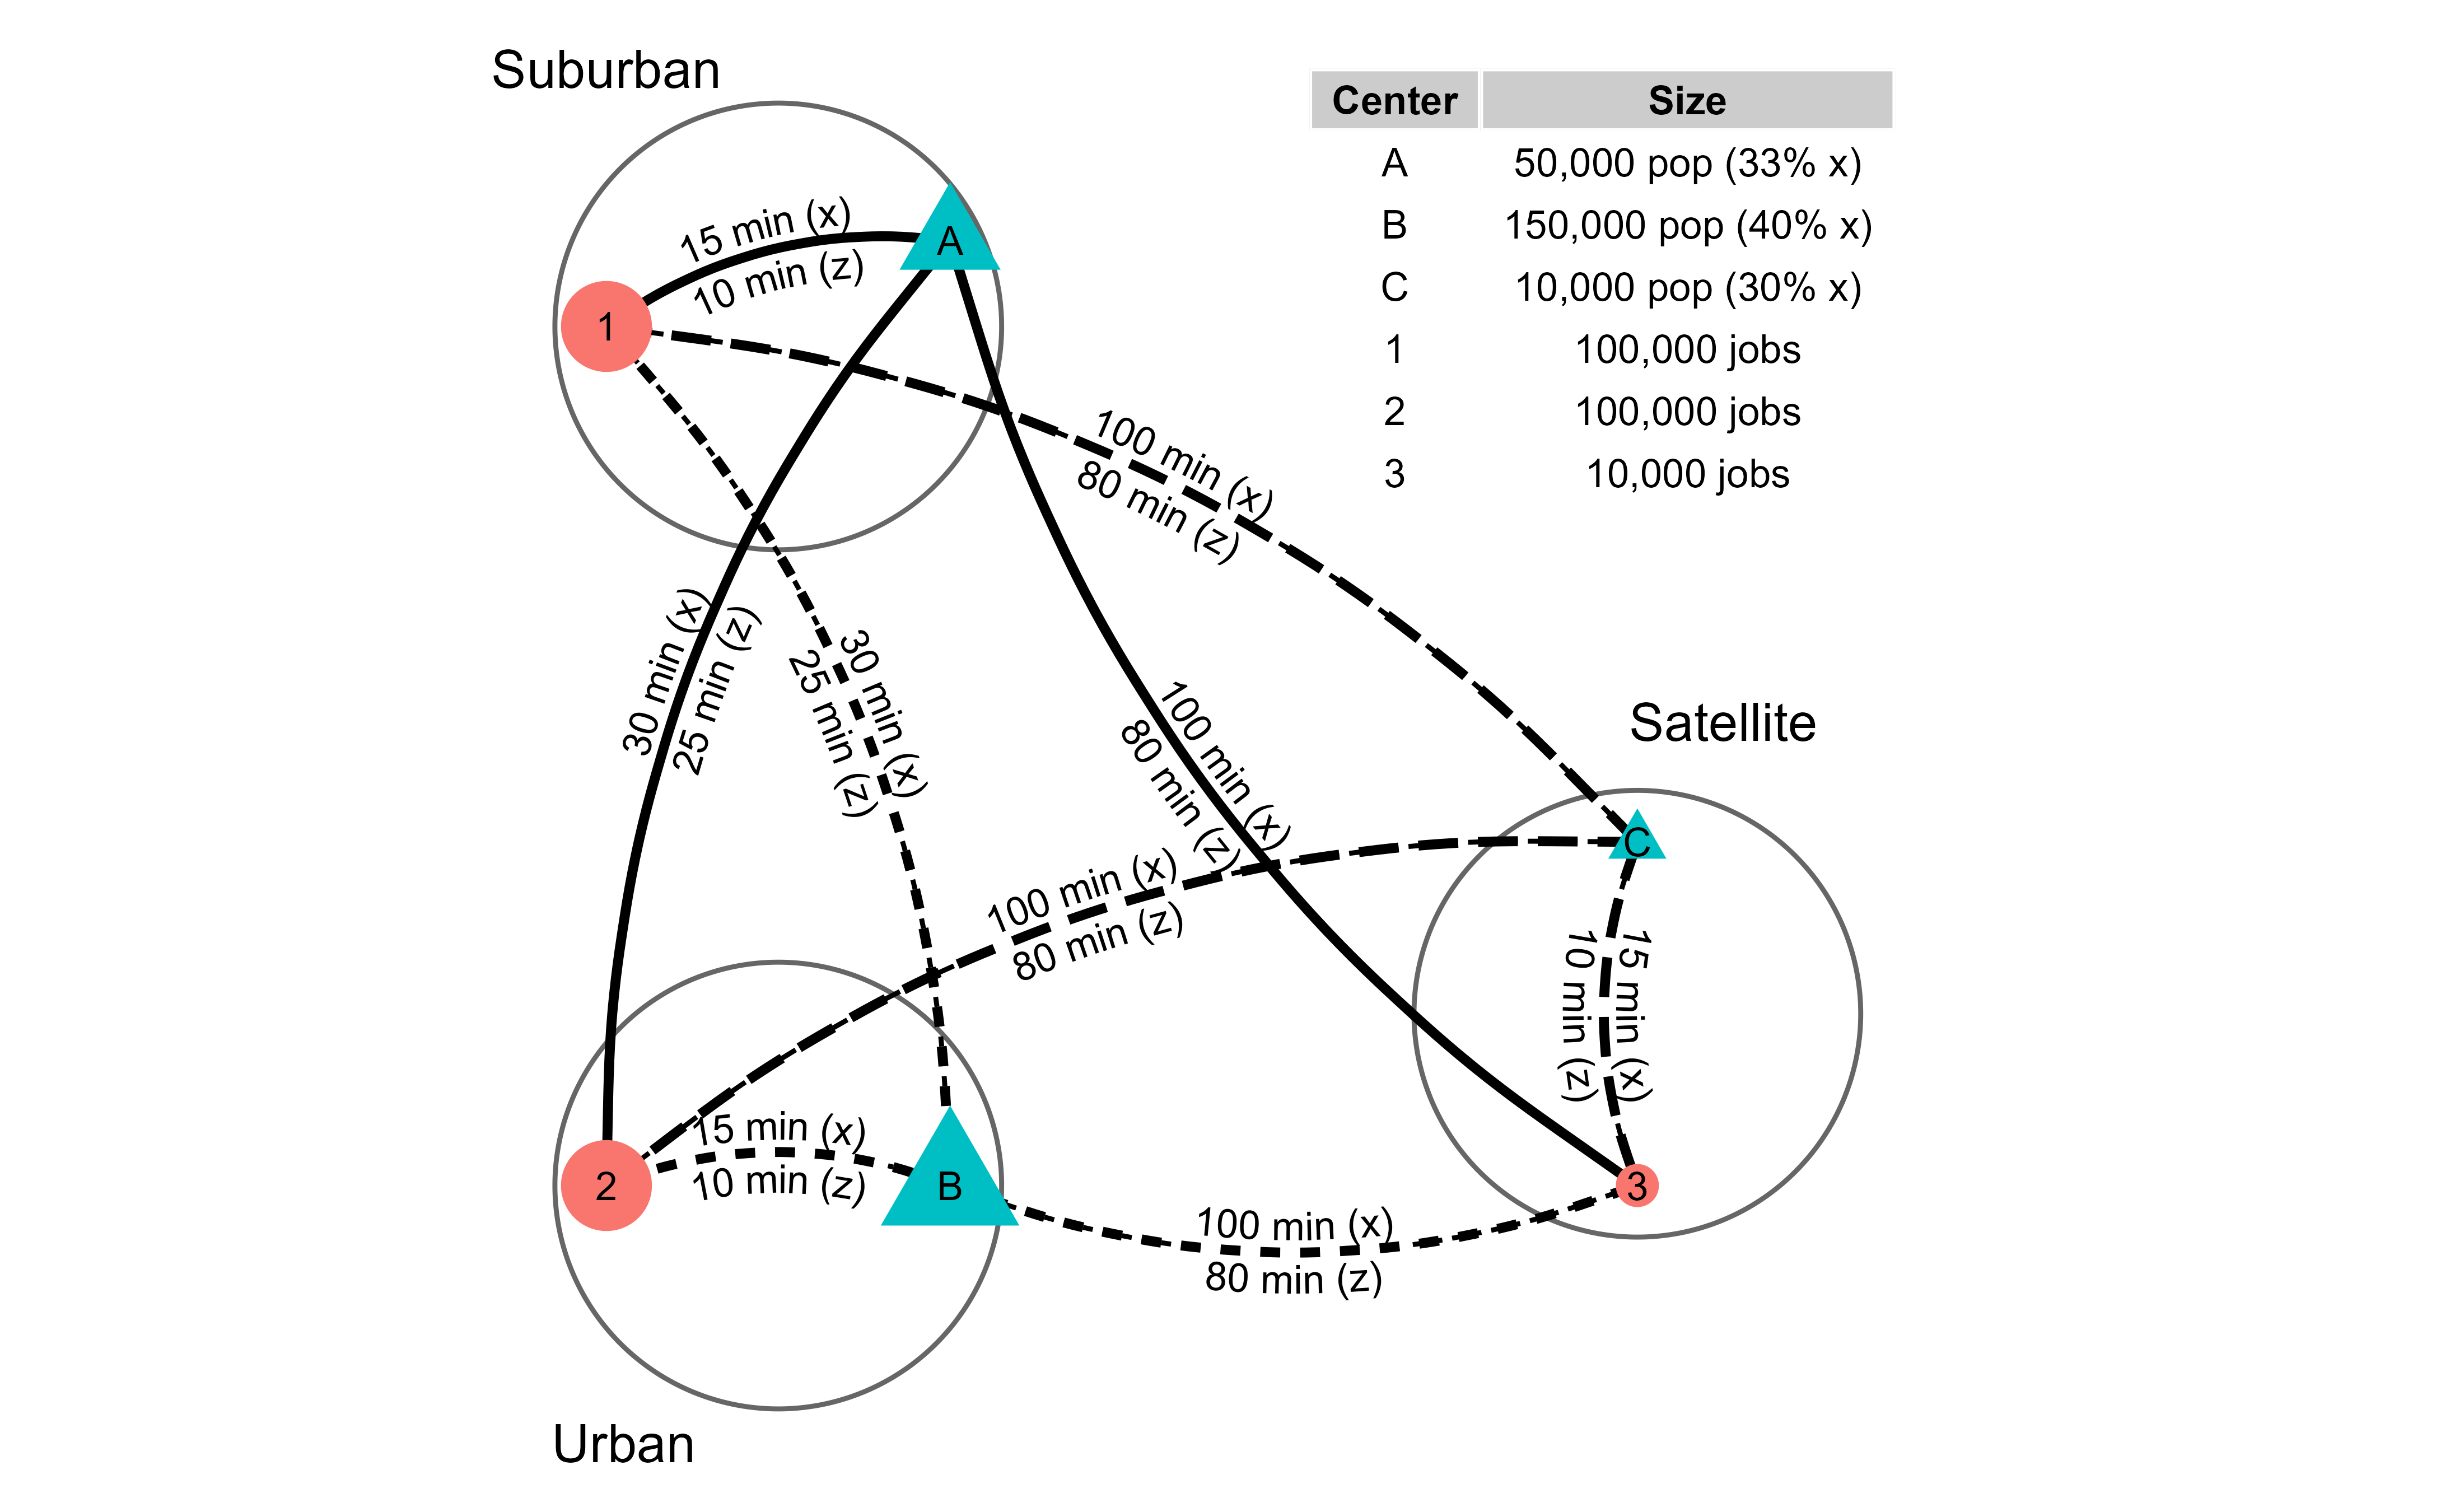 Suburban
Center Size
A 50,000 pop (33% x)
B 150,000 pop (40% x)
C 10,000 pop (30% x)
1 100,000 jobs
2 100,000 jobs
3 10,000 jobs
15 min (x)
10 min (z)
A
1
100 min (x)
80 min (z)
30 min (x)
25 min (z)
30 min (x)
25 min (z)
100 min (x)
80 min (z)
Satellite
C
100 min (x)
80 min (z)
15 min (x)
10 min (z)
15 min (x)
10 min (z)
2
B
3
100 min (x)
80 min (z)
Urban